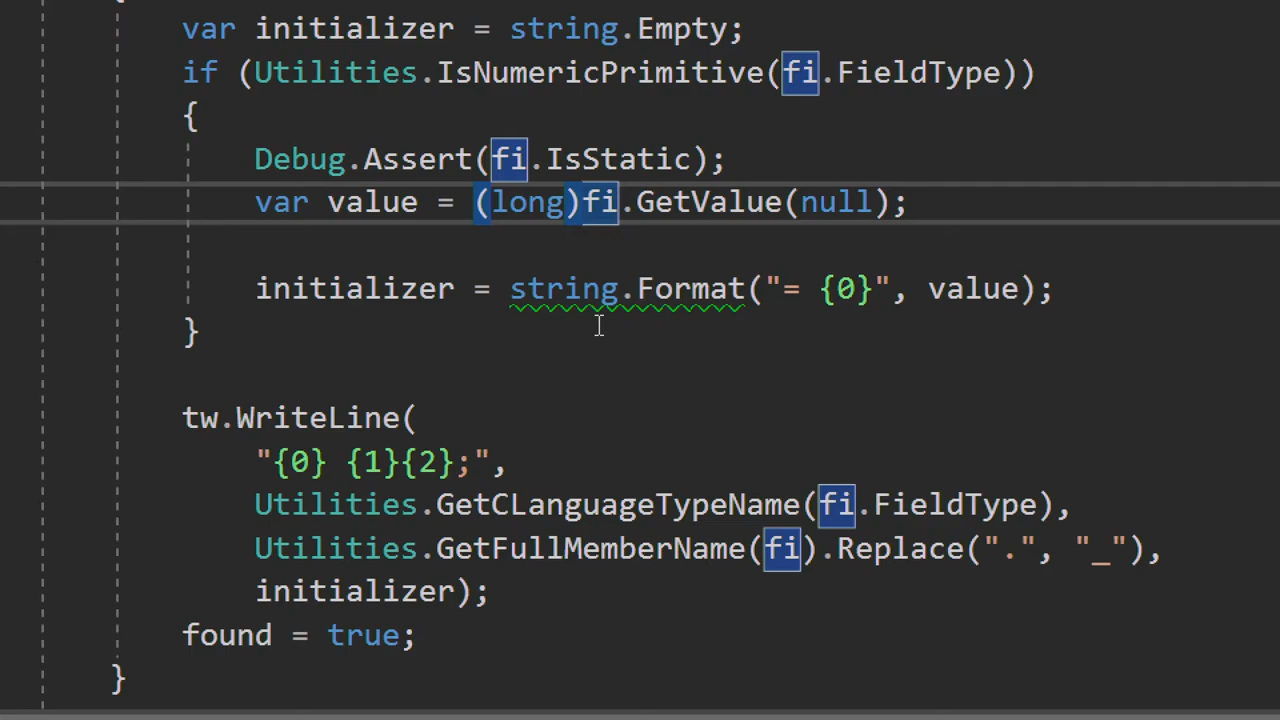 var initializer = string.Empty;
if (Utilities.IsNumericPrimitive(fi.FieldType))
{
Debug.Assert(fi.IsStatic);
var value = (long)fi.GetValue(null);
initializer = string.Format("= {0}", value);
}
tw.WriteLine(
"{0} {1}{2};",
Utilities.GetCLanguageTypeName(fi.FieldType),
Utilities.GetFullMemberName(fi).Replace(".", "_"),
initializer);
found = true;
}